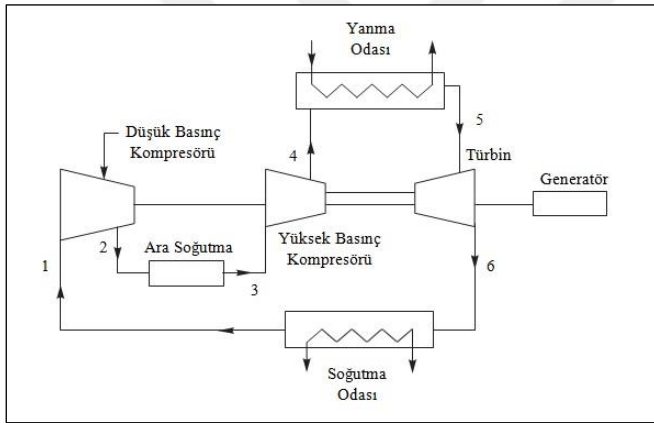 Yanma
Odası
5
Düşük Basınç
Kompresörü
4
Türbin
Generatör
2
Ara Soğutma
Yüksek Basınç
Kompresörü
1
3
6
Soğutma
Odası